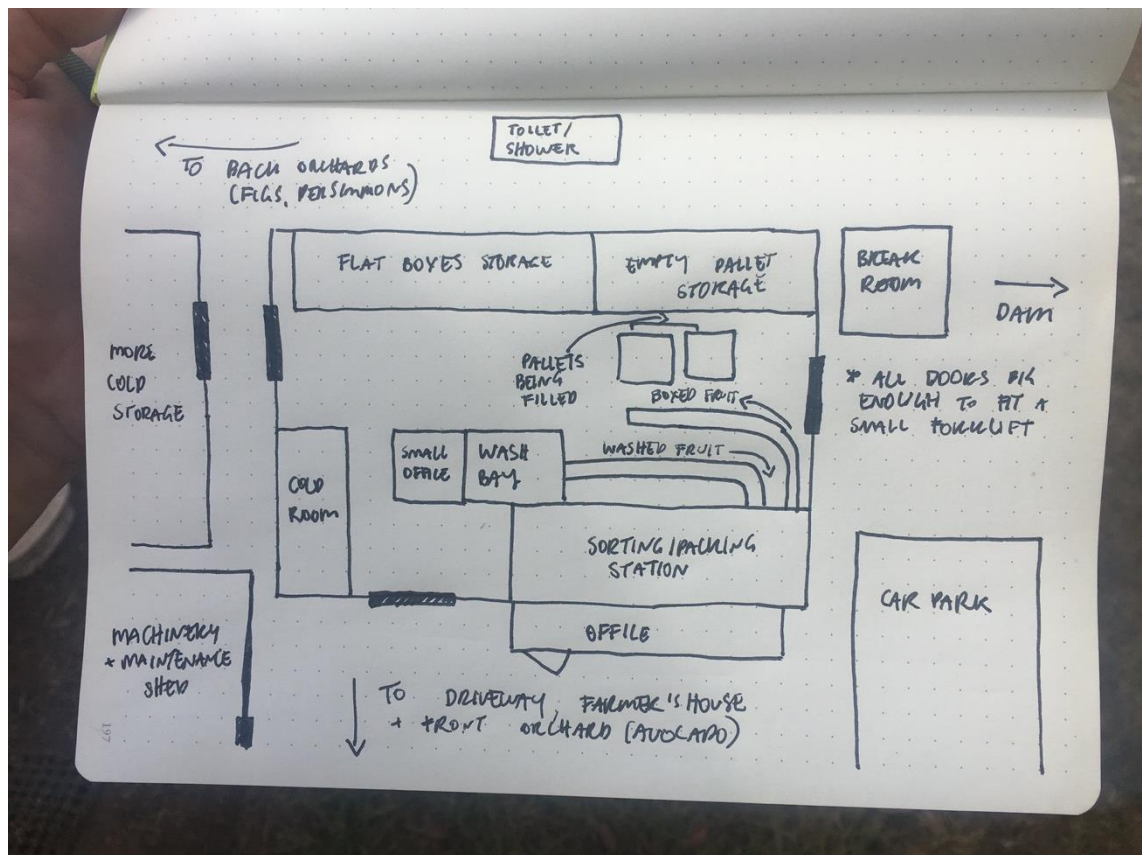 TOILET/
SHOWER
TO BACK ORCHARDS
(FIGS, PERSIMMONS)
FLAT BOXES STORAGE
EMPTY PALLET
STORAGE
BREAK
ROOM
DAM
MORE
COLD
STORAGE
PALLETS
BEING
FILLED
BOXED FRUIT
* ALL DOORS BIG
ENOUGH TO FIT A
SMALL FORKLIFT
SMALL
OFFICE
WASH
BAY
WASHED FRUIT
COLD
ROOM
SORTING/PACKING
STATION
CAR PARK
OFFICE
MACHINERY
+ MAINTENANCE
SHED
TO DRIVEWAY, FARMER'S HOUSE
+ FRONT ORCHARD (AVOCADO)
197